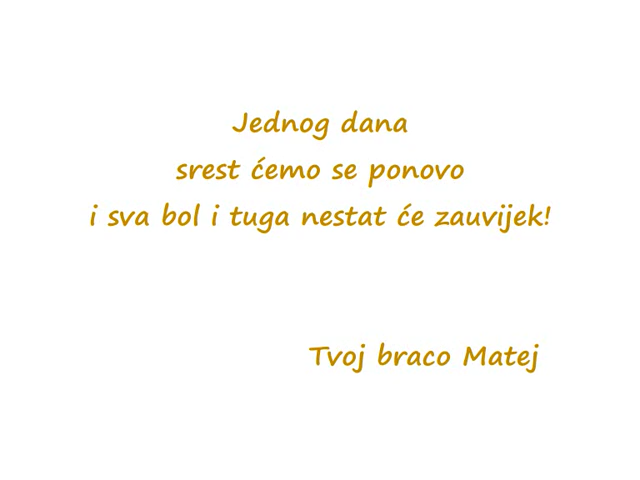 Jednog dana
srest ćemo se ponovo
i sva bol i tuga nestat će zauvijek!
Tvoj braco Matej